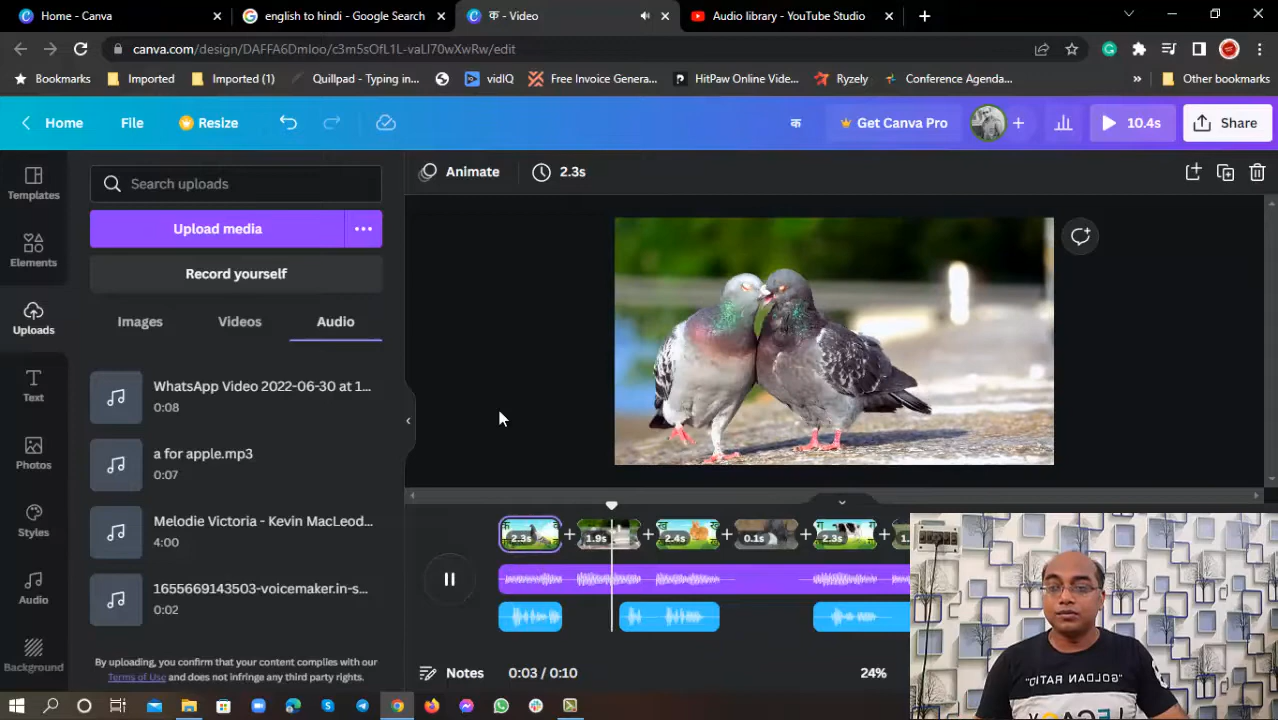 Home - Canva
english to hindi - Google Search
क - Video
Audio library - YouTube Studio
canva.com/design/DAFFA6DmIoo/c3m5sOfL1L-vaLl70wXwRw/edit
Bookmarks
Imported
Imported (1)
Quillpad - Typing in...
vidIQ
Free Invoice Genera...
HitPaw Online Video...
Ryzely
Conference Agenda...
»
Other bookmarks
Home
File
Resize
क
Get Canva Pro
10.4s
Share
Templates
Search uploads
Animate
2.3s
Upload media
Elements
Record yourself
Uploads
Images
Videos
Audio
Text
WhatsApp Video 2022-06-30 at 1...
0:08
Photos
a for apple.mp3
0:07
Styles
Melodie Victoria - Kevin MacLeod...
4:00
Audio
1655669143503-voicemaker.in-s...
0:02
Background
By uploading, you confirm that your content complies with our
Terms of Use and does not infringe any third party rights.
2.3s
1.9s
2.4s
0.1s
2.3s
Notes
0:03 / 0:10
24%
"GOLDEN RATIO"